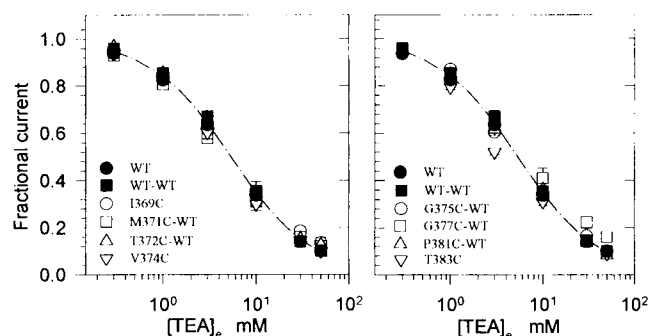 Fractional current
1.0
0.8
0.6
0.4
0.2
0.0
WT
WT-WT
I369C
M371C-WT
T372C-WT
V374C
10⁰ 10¹ 10²
[TEA]e mM
WT
WT-WT
G375C-WT
G377C-WT
P381C-WT
T383C
10⁰ 10¹ 10²
[TEA]e mM